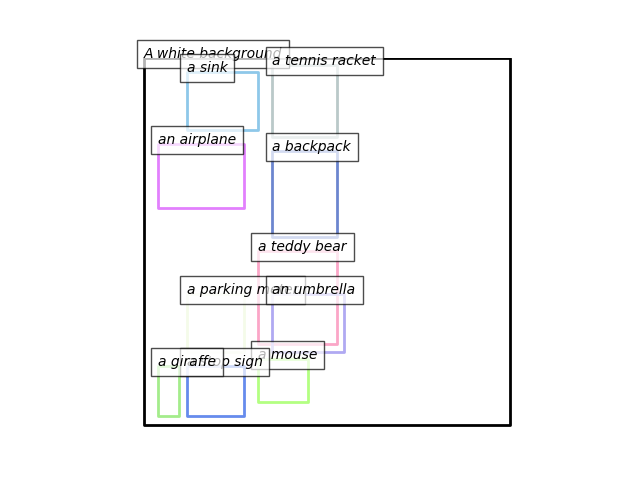 A white background
a sink
a tennis racket
an airplane
a backpack
a teddy bear
a parking meter
an umbrella
a mouse
a giraffe
stop sign